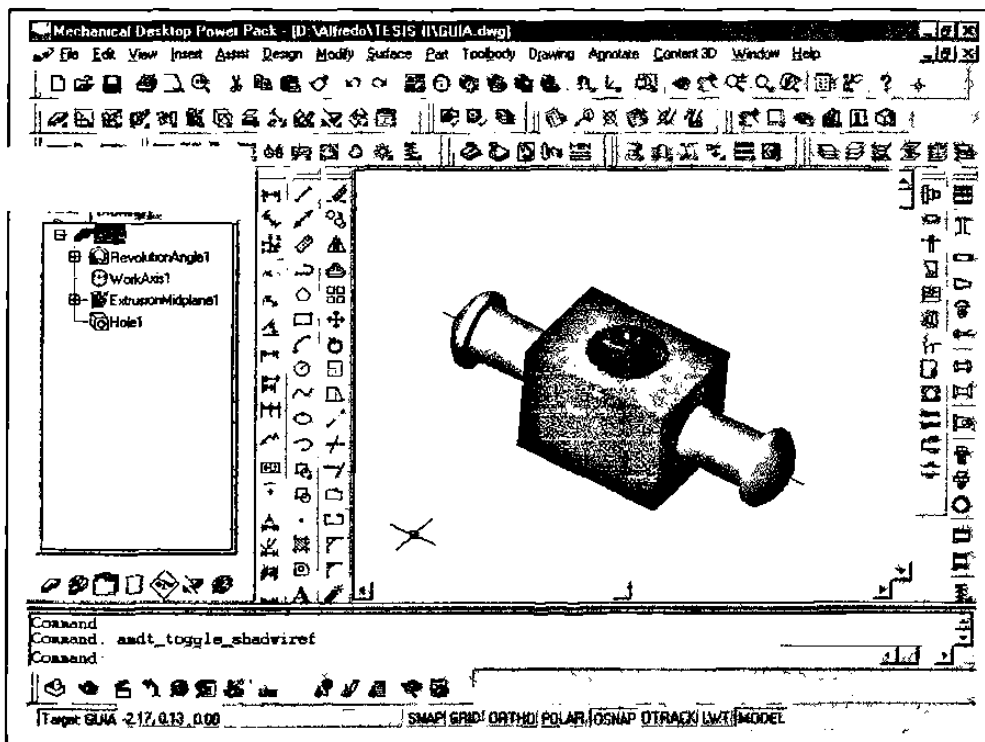 Mechanical Desktop Power Pack - [D:\Alfredo\TESIS II\GUIA.dwg]
File Edit View Insert Assist Design Modify Surface Part Toolbody Drawing Annotate Content 3D Window Help
RevolutionAngle1
WorkAxis1
ExtrusionMidplane1
Hole1
Command
Command. amdt_toggle_shadwiref
Command
Target: GUIA -2.17, 0.13 , 0.00 SNAP GRID ORTHO POLAR OSNAP OTRACK LWT MODEL